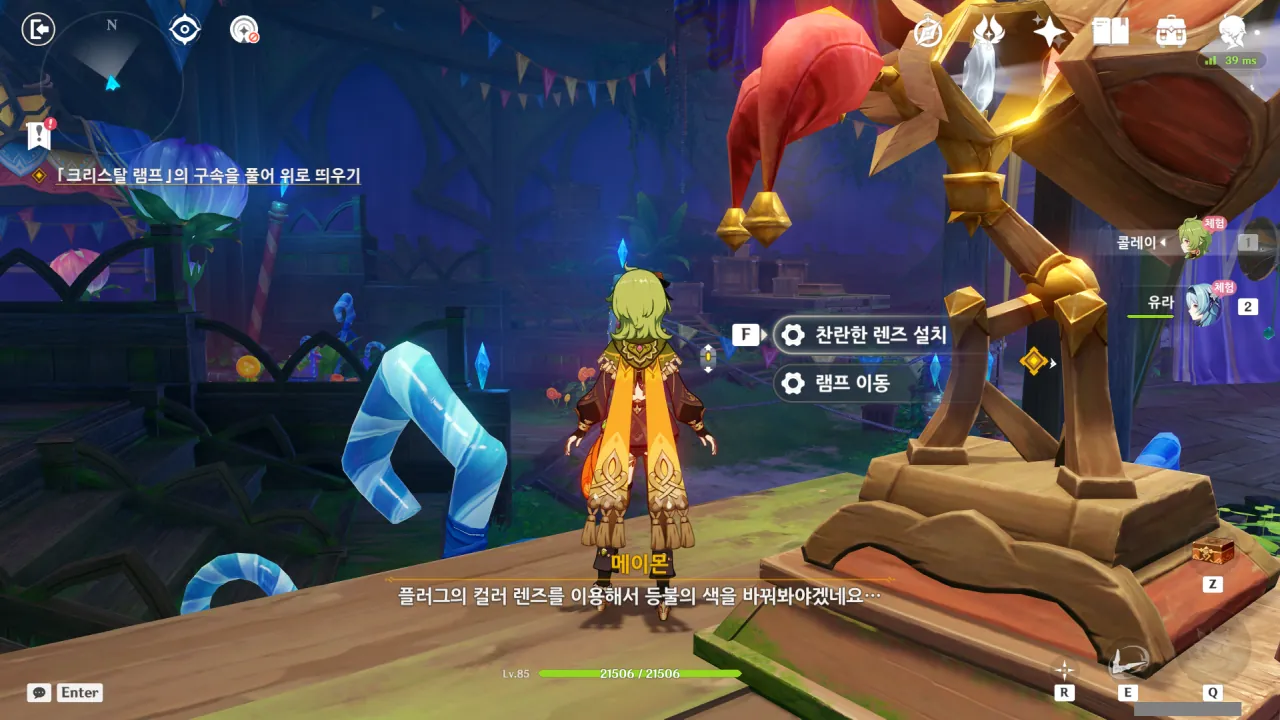 N
39 ms
「크리스탈 램프」의 구속을 풀어 위로 띄우기
체험
콜레이
1
체험
유라
2
F
찬란한 렌즈 설치
램프 이동
메이몬
플러그의 컬러 렌즈를 이용해서 등불의 색을 바꿔봐야겠네요…
Z
Lv.85
21506 / 21506
Enter
R
E
Q